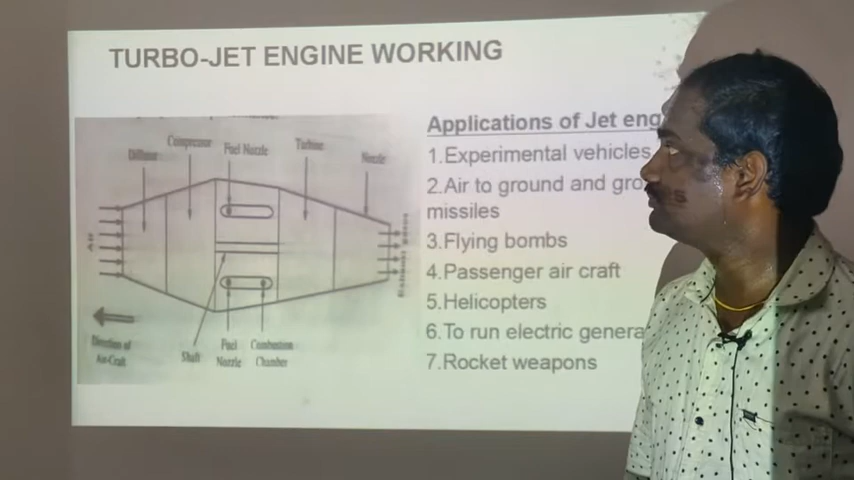 TURBO-JET ENGINE WORKING
Compressor
Fuel Nozzle
Turbine
Diffuser
Nozzle
Air
Exhaust gases
Direction of
Air-Craft
Shaft
Fuel
Nozzle
Combustion
Chamber
Applications of Jet eng
1.Experimental vehicles
2.Air to ground and gro
missiles
3.Flying bombs
4.Passenger air craft
5.Helicopters
6.To run electric genera
7.Rocket weapons